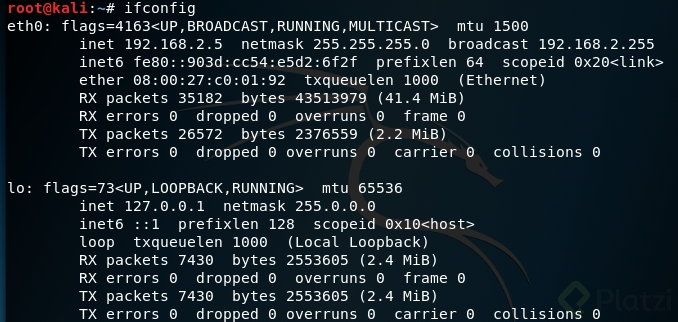 root@kali:~# ifconfig
eth0: flags=4163<UP,BROADCAST,RUNNING,MULTICAST>  mtu 1500
        inet 192.168.2.5  netmask 255.255.255.0  broadcast 192.168.2.255
        inet6 fe80::903d:cc54:e5d2:6f2f  prefixlen 64  scopeid 0x20<link>
        ether 08:00:27:c0:01:92  txqueuelen 1000  (Ethernet)
        RX packets 35182  bytes 43513979 (41.4 MiB)
        RX errors 0  dropped 0  overruns 0  frame 0
        TX packets 26572  bytes 2376559 (2.2 MiB)
        TX errors 0  dropped 0 overruns 0  carrier 0  collisions 0

lo: flags=73<UP,LOOPBACK,RUNNING>  mtu 65536
        inet 127.0.0.1  netmask 255.0.0.0
        inet6 ::1  prefixlen 128  scopeid 0x10<host>
        loop  txqueuelen 1000  (Local Loopback)
        RX packets 7430  bytes 2553605 (2.4 MiB)
        RX errors 0  dropped 0  overruns 0  frame 0
        TX packets 7430  bytes 2553605 (2.4 MiB)
        TX errors 0  dropped 0 overruns 0  carrier 0  collisions 0
Platzi